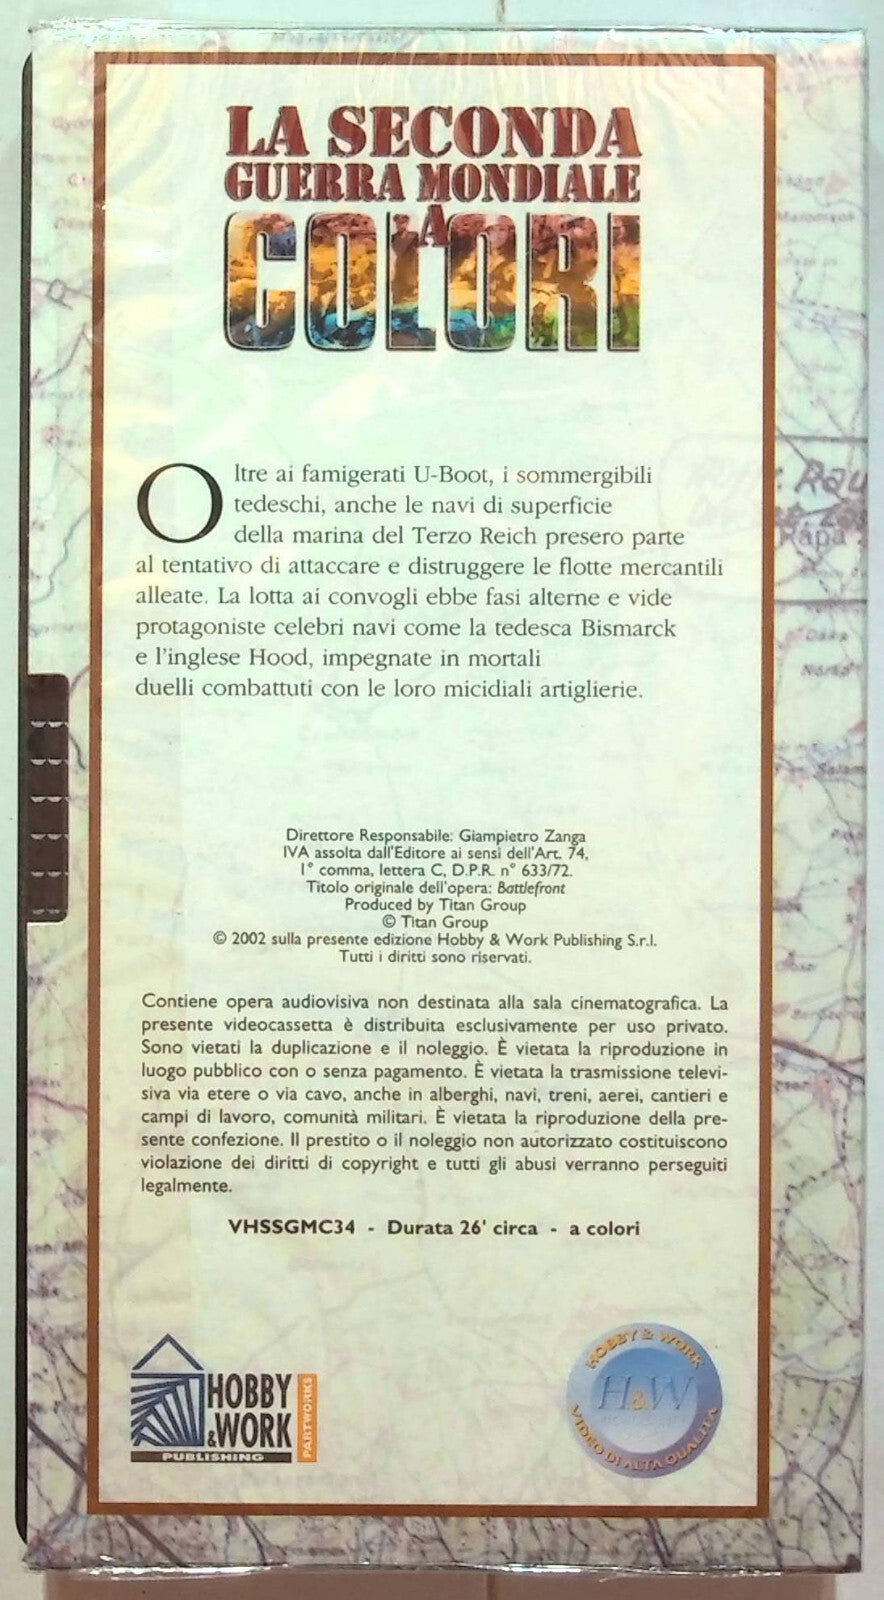 LA SECONDA
GUERRA MONDIALE
A
COLORI
Oltre ai famigerati U-Boot, i sommergibili
tedeschi, anche le navi di superficie
della marina del Terzo Reich presero parte
al tentativo di attaccare e distruggere le flotte mercantili
alleate. La lotta ai convogli ebbe fasi alterne e vide
protagoniste celebri navi come la tedesca Bismarck
e l'inglese Hood, impegnate in mortali
duelli combattuti con le loro micidiali artiglierie.
Direttore Responsabile: Giampietro Zanga
IVA assolta dall'Editore ai sensi dell'Art. 74,
1° comma, lettera C, D.P.R. n° 633/72.
Titolo originale dell'opera: Battlefront
Produced by Titan Group
© Titan Group
© 2002 sulla presente edizione Hobby & Work Publishing S.r.l.
Tutti i diritti sono riservati.
Contiene opera audiovisiva non destinata alla sala cinematografica. La
presente videocassetta è distribuita esclusivamente per uso privato.
Sono vietati la duplicazione e il noleggio. È vietata la riproduzione in
luogo pubblico con o senza pagamento. È vietata la trasmissione televi-
siva via etere o via cavo, anche in alberghi, navi, treni, aerei, cantieri e
campi di lavoro, comunità militari. È vietata la riproduzione della pre-
sente confezione. Il prestito o il noleggio non autorizzato costituiscono
violazione dei diritti di copyright e tutti gli abusi verranno perseguiti
legalmente.
VHSSGMC34 - Durata 26' circa - a colori
HOBBY
&WORK
PUBLISHING
PARTWORKS
HOBBY & WORK
H&W
VIDEO DI ALTA QUALITÀ